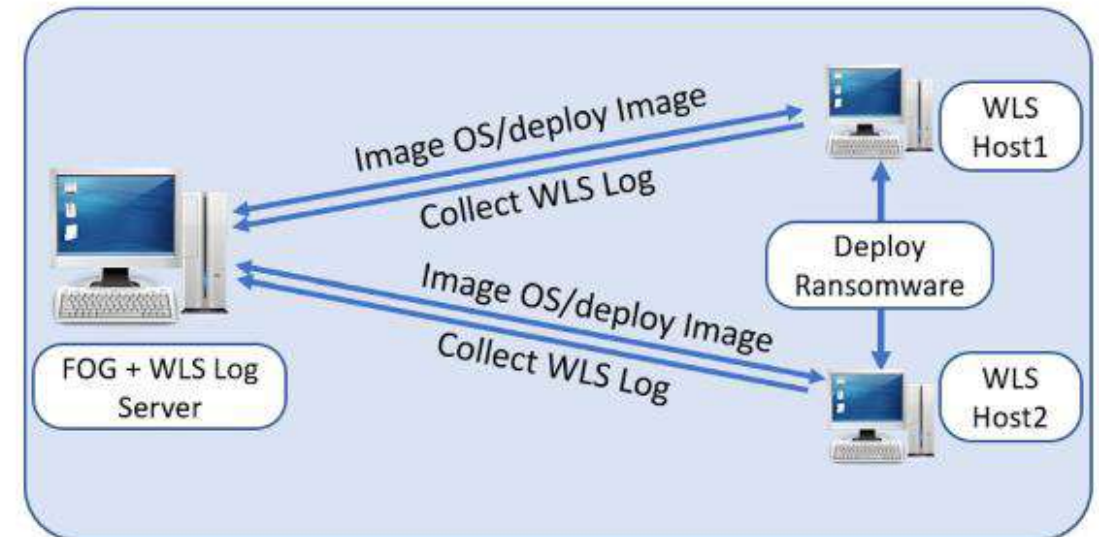 Image OS/deploy Image
Collect WLS Log
WLS
Host1
Deploy
Ransomware
Image OS/deploy Image
Collect WLS Log
FOG + WLS Log
Server
WLS
Host2